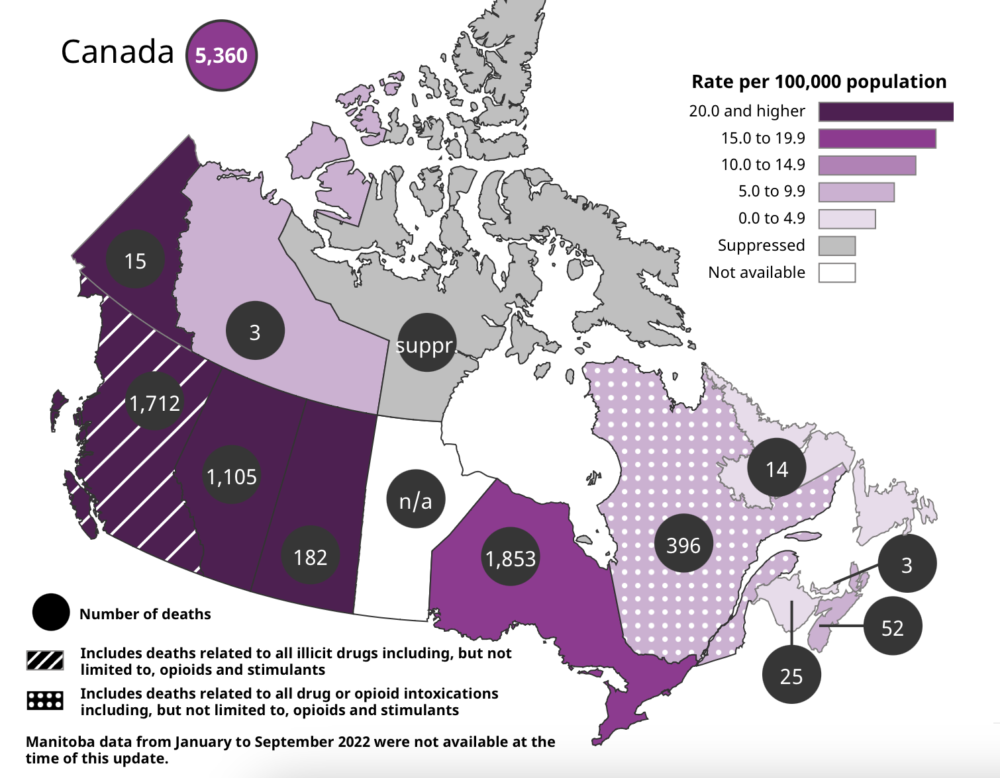 Canada 5,360
Rate per 100,000 population
20.0 and higher
15.0 to 19.9
10.0 to 14.9
5.0 to 9.9
0.0 to 4.9
Suppressed
Not available
15
3
suppr.
1,712
1,105
182
n/a
1,853
396
14
3
52
25
Number of deaths
Includes deaths related to all illicit drugs including, but not
limited to, opioids and stimulants
Includes deaths related to all drug or opioid intoxications
including, but not limited to, opioids and stimulants
Manitoba data from January to September 2022 were not available at the
time of this update.